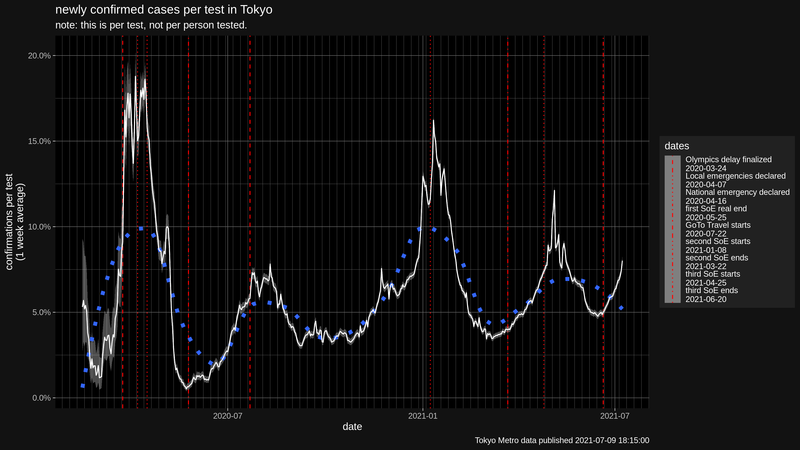 newly confirmed cases per test in Tokyo
note: this is per test, not per person tested.
20.0%
15.0%
10.0%
5.0%
0.0%
confirmations per test
(1 week average)
2020-07
2021-01
2021-07
date
dates
Olympics delay finalized
2020-03-24
Local emergencies declared
2020-04-07
National emergency declared
2020-04-16
first SoE real end
2020-05-25
GoTo Travel starts
2020-07-22
second SoE starts
2021-01-08
second SoE ends
2021-03-22
third SoE starts
2021-04-25
third SoE ends
2021-06-20
Tokyo Metro data published 2021-07-09 18:15:00